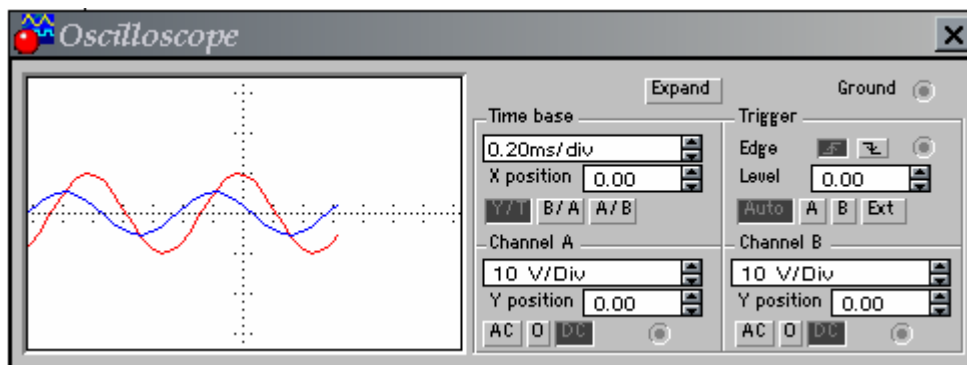 Oscilloscope
Expand
Ground
Time base
0.20ms/div
X position 0.00
Y/T B/A A/B
Trigger
Edge
Level 0.00
Auto A B Ext
Channel A
10 V/Div
Y position 0.00
AC 0 DC
Channel B
10 V/Div
Y position 0.00
AC 0 DC